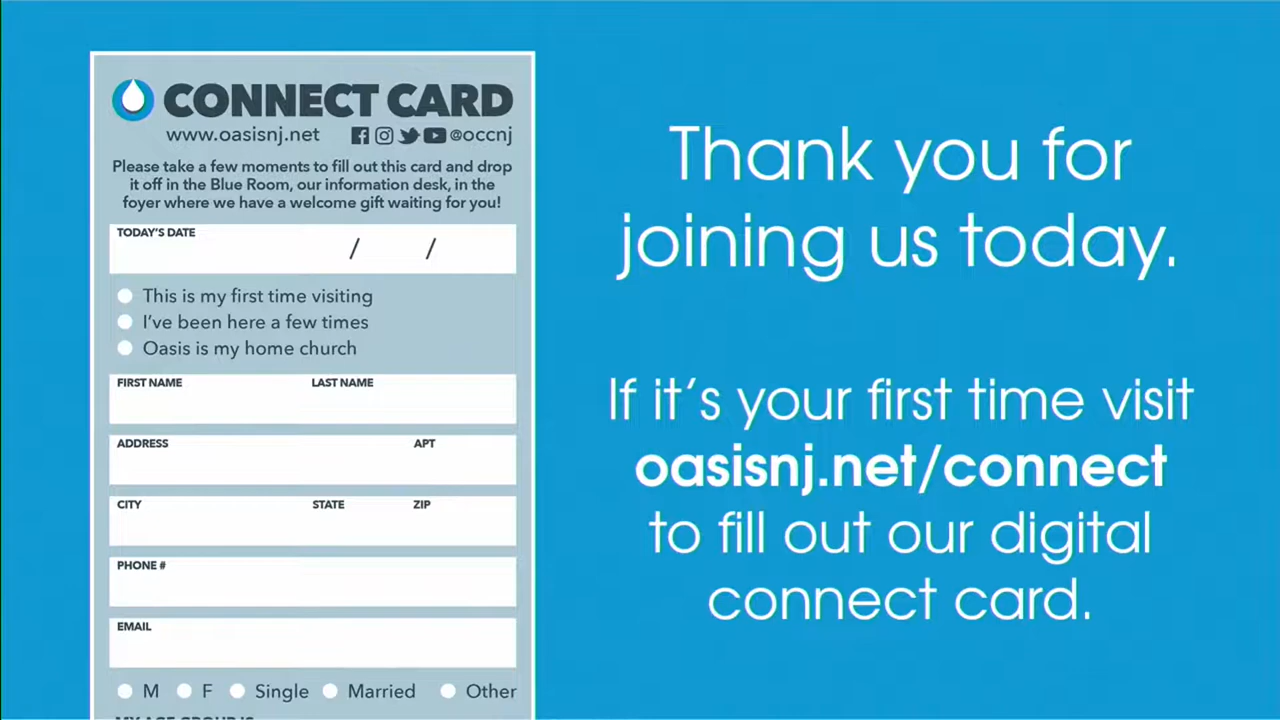 CONNECT CARD
www.oasisnj.net @occnj
Please take a few moments to fill out this card and drop
it off in the Blue Room, our information desk, in the
foyer where we have a welcome gift waiting for you!
TODAY'S DATE / /
This is my first time visiting
I've been here a few times
Oasis is my home church
FIRST NAME LAST NAME
ADDRESS APT
CITY STATE ZIP
PHONE #
EMAIL
M F Single Married Other
MY AGE GROUP IS
Thank you for
joining us today.
If it's your first time visit
oasisnj.net/connect
to fill out our digital
connect card.